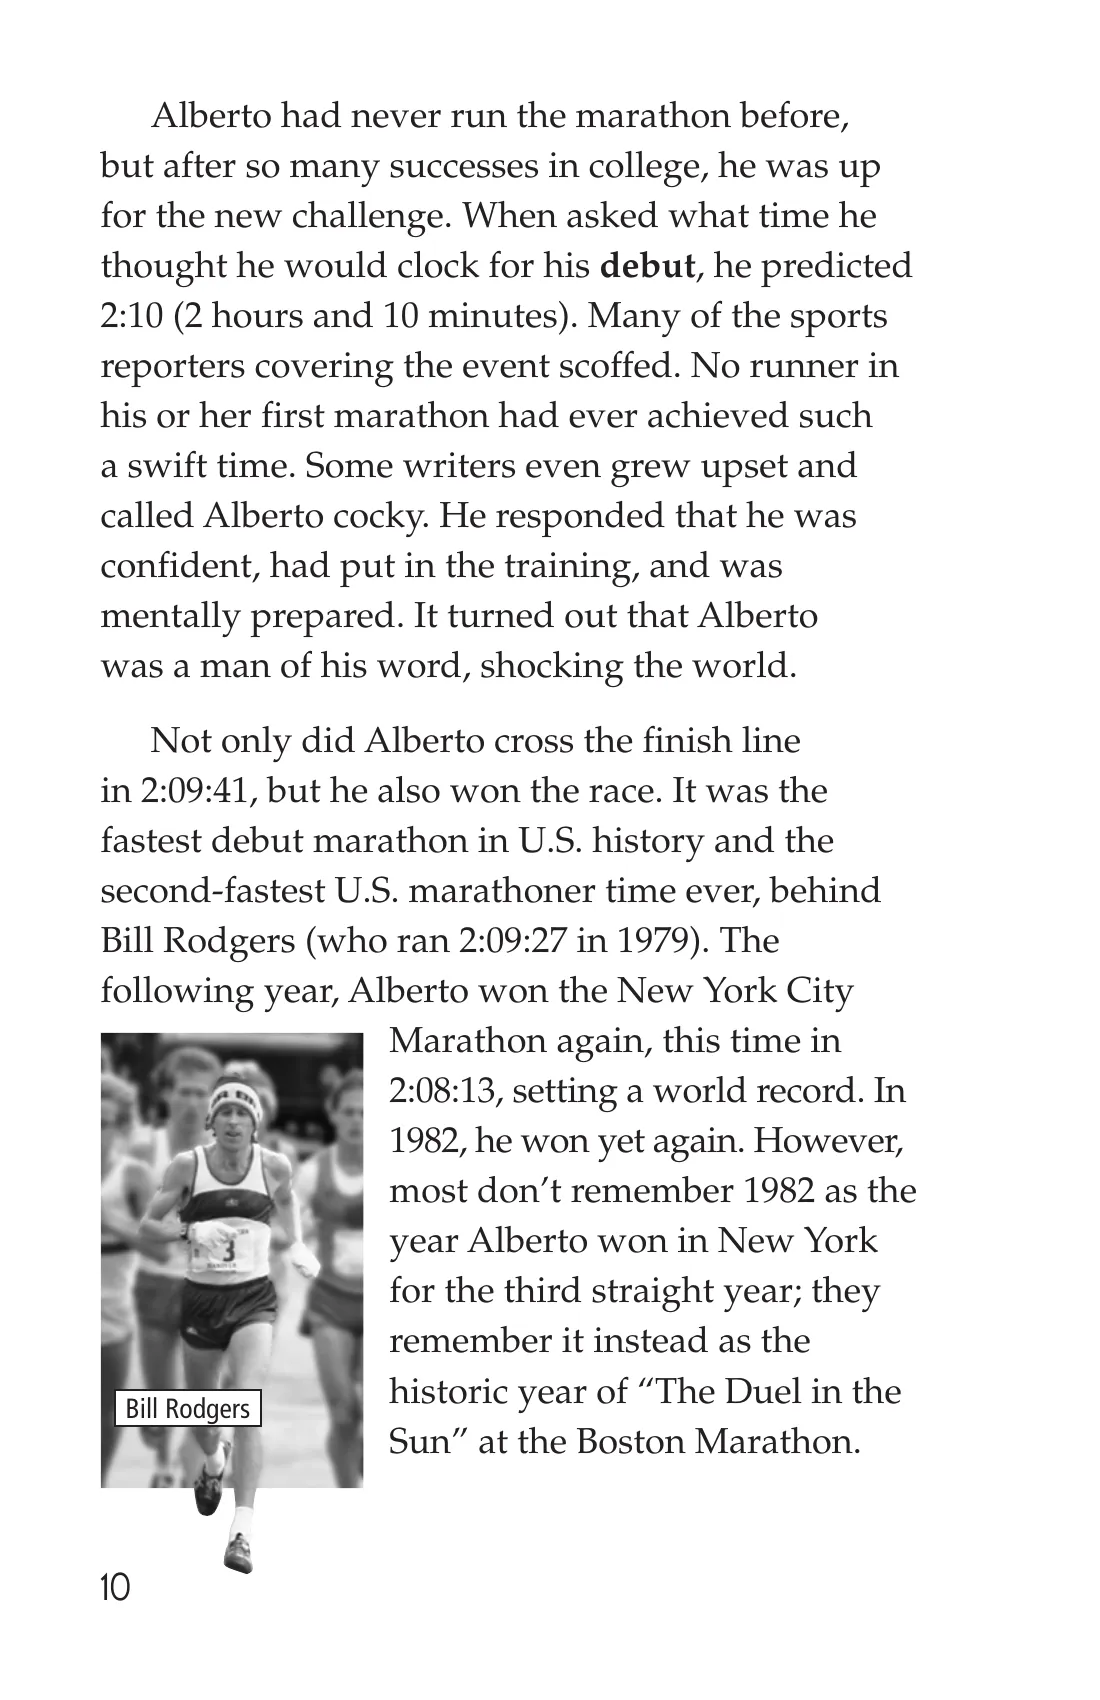 Alberto had never run the marathon before,
but after so many successes in college, he was up
for the new challenge. When asked what time he
thought he would clock for his debut, he predicted
2:10 (2 hours and 10 minutes). Many of the sports
reporters covering the event scoffed. No runner in
his or her first marathon had ever achieved such
a swift time. Some writers even grew upset and
called Alberto cocky. He responded that he was
confident, had put in the training, and was
mentally prepared. It turned out that Alberto
was a man of his word, shocking the world.
Not only did Alberto cross the finish line
in 2:09:41, but he also won the race. It was the
fastest debut marathon in U.S. history and the
second-fastest U.S. marathoner time ever, behind
Bill Rodgers (who ran 2:09:27 in 1979). The
following year, Alberto won the New York City
Marathon again, this time in
2:08:13, setting a world record. In
1982, he won yet again. However,
most don’t remember 1982 as the
year Alberto won in New York
for the third straight year; they
remember it instead as the
historic year of “The Duel in the
Sun” at the Boston Marathon.
3
Bill Rodgers
10